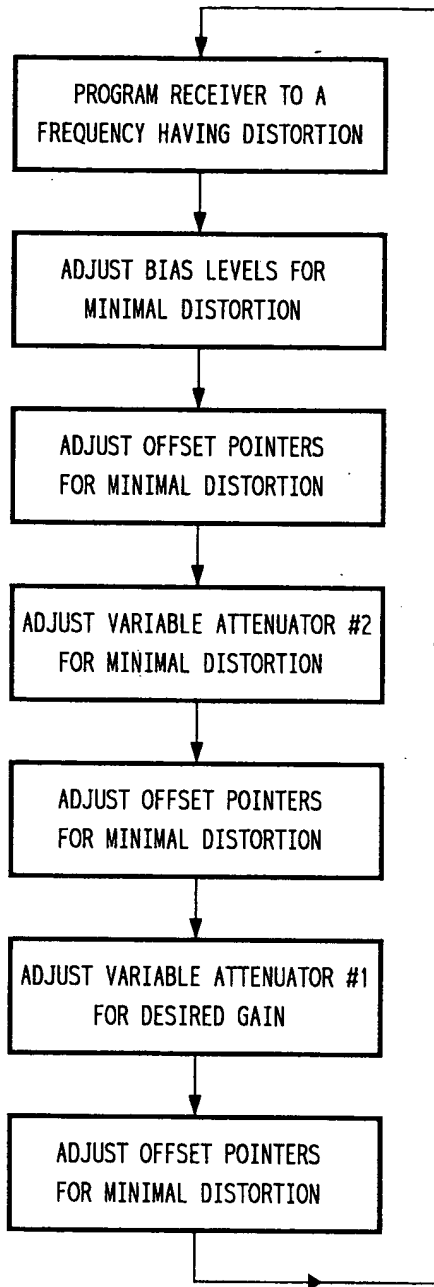 PROGRAM RECEIVER TO A
FREQUENCY HAVING DISTORTION
ADJUST BIAS LEVELS FOR
MINIMAL DISTORTION
ADJUST OFFSET POINTERS
FOR MINIMAL DISTORTION
ADJUST VARIABLE ATTENUATOR #2
FOR MINIMAL DISTORTION
ADJUST OFFSET POINTERS
FOR MINIMAL DISTORTION
ADJUST VARIABLE ATTENUATOR #1
FOR DESIRED GAIN
ADJUST OFFSET POINTERS
FOR MINIMAL DISTORTION